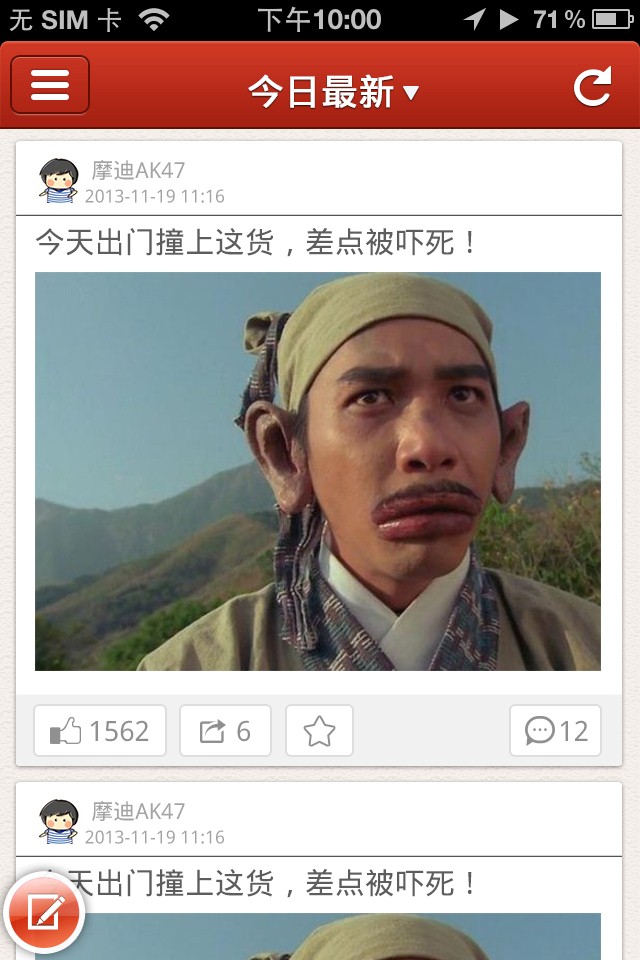 无 SIM 卡 下午10:00 71%
今日最新
摩迪AK47
2013-11-19 11:16
今天出门撞上这货，差点被吓死！
1562 6 12
摩迪AK47
2013-11-19 11:16
今天出门撞上这货，差点被吓死！